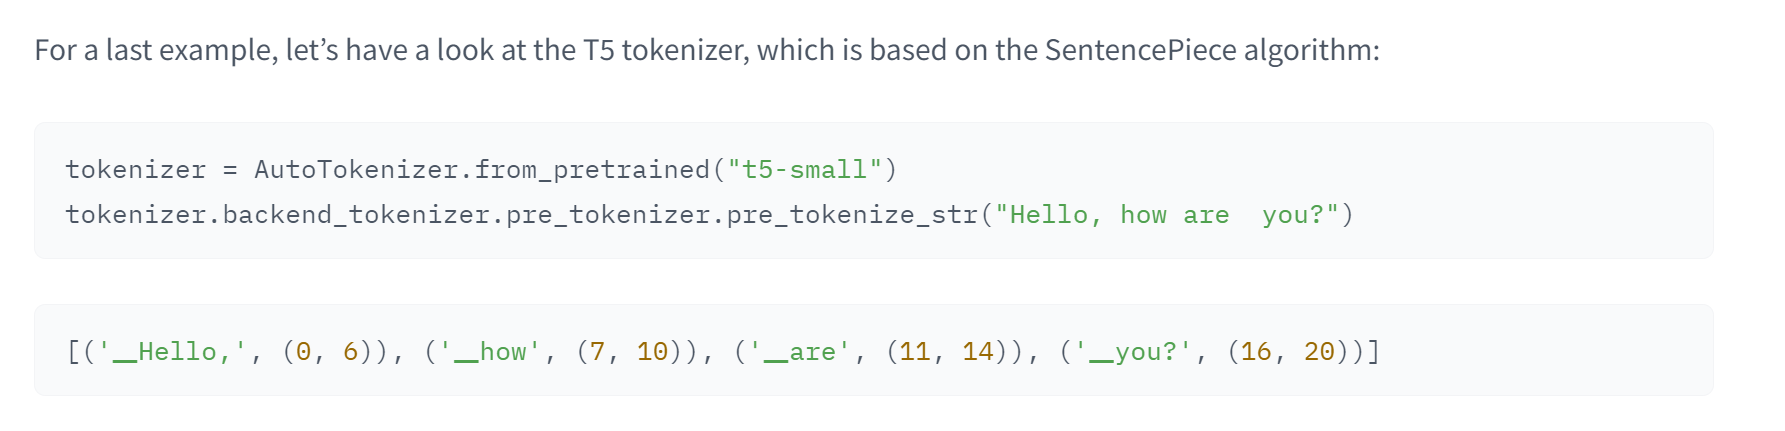 For a last example, let’s have a look at the T5 tokenizer, which is based on the SentencePiece algorithm:
tokenizer = AutoTokenizer.from_pretrained("t5-small")
tokenizer.backend_tokenizer.pre_tokenizer.pre_tokenize_str("Hello, how are  you?")
[('▁Hello,', (0, 6)), ('▁how', (7, 10)), ('▁are', (11, 14)), ('▁you?', (16, 20))]